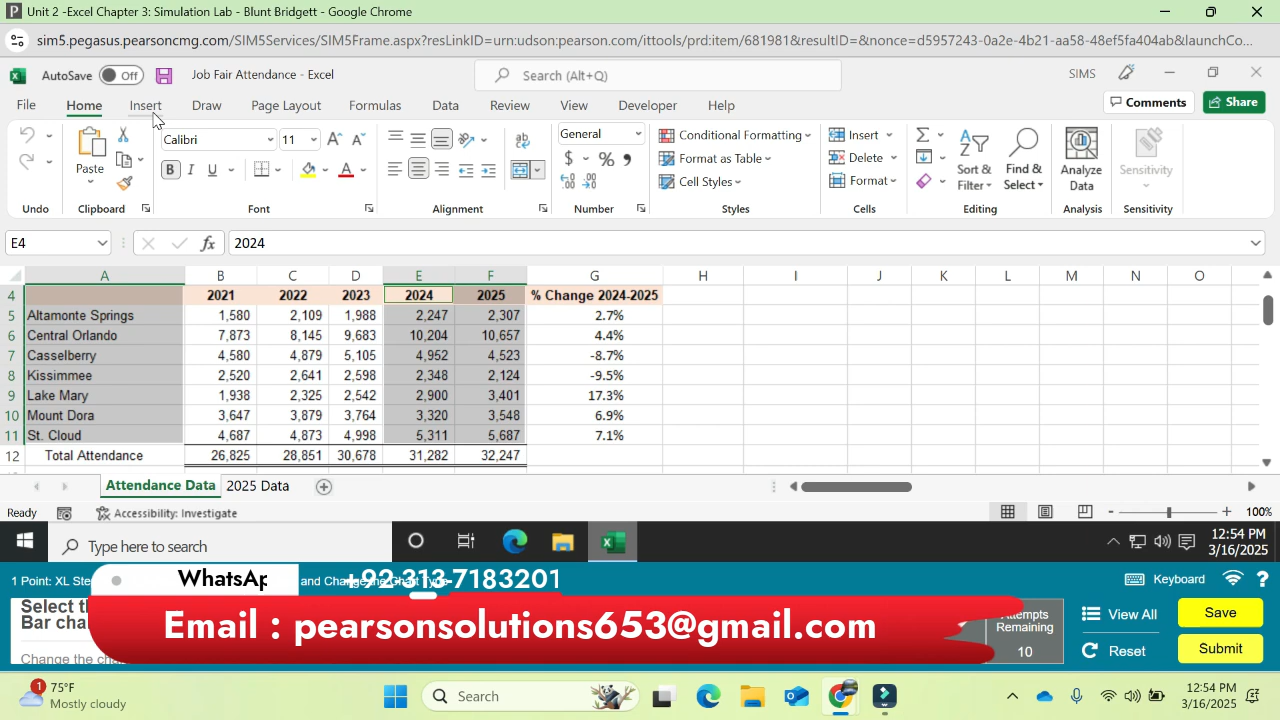 Unit 2 -Excel Chapter 3: Simulation Lab - Blunt Bridgett - Google Chrome
sim5.pegasus.pearsoncmg.com/SIM5Services/SIM5Frame.aspx?resLinkID=urn:udson:pearson.com/ittools/prd:item/681981&resultID=&nonce=d5957243-0a2e-4b21-aa58-48ef5fa404ab&launchCo...
AutoSave Off Job Fair Attendance - Excel Search (Alt+Q) SIMS
File Home Insert Draw Page Layout Formulas Data Review View Developer Help Comments Share
Calibri 11 General Conditional Formatting Insert
Paste B I U $ % , Format as Table Delete Sort & Filter Find & Select Analyze Data Sensitivity
Cell Styles Format
Undo Clipboard Font Alignment Number Styles Cells Editing Analysis Sensitivity
E4 fx 2024
A B C D E F G H I J K L M N O
4 2021 2022 2023 2024 2025 % Change 2024-2025
5 Altamonte Springs 1,580 2,109 1,988 2,247 2,307 2.7%
6 Central Orlando 7,873 8,145 9,683 10,204 10,657 4.4%
7 Casselberry 4,580 4,879 5,105 4,952 4,523 -8.7%
8 Kissimmee 2,520 2,641 2,598 2,348 2,124 -9.5%
9 Lake Mary 1,938 2,325 2,542 2,900 3,401 17.3%
10 Mount Dora 3,647 3,879 3,764 3,320 3,548 6.9%
11 St. Cloud 4,687 4,873 4,998 5,311 5,687 7.1%
12 Total Attendance 26,825 28,851 30,678 31,282 32,247
Attendance Data 2025 Data
Ready Accessibility: Investigate 100%
Type here to search 12:54 PM
3/16/2025
1 Point: XL Ste and Change the Chart Type Keyboard ?
WhatsAp +92 313-7183201
Email : pearsonsolutions653@gmail.com
Select th
Bar cha
Change the cha
Attempts Remaining
10
View All Save
Reset Submit
1 75°F
Mostly cloudy
Search
12:54 PM
3/16/2025